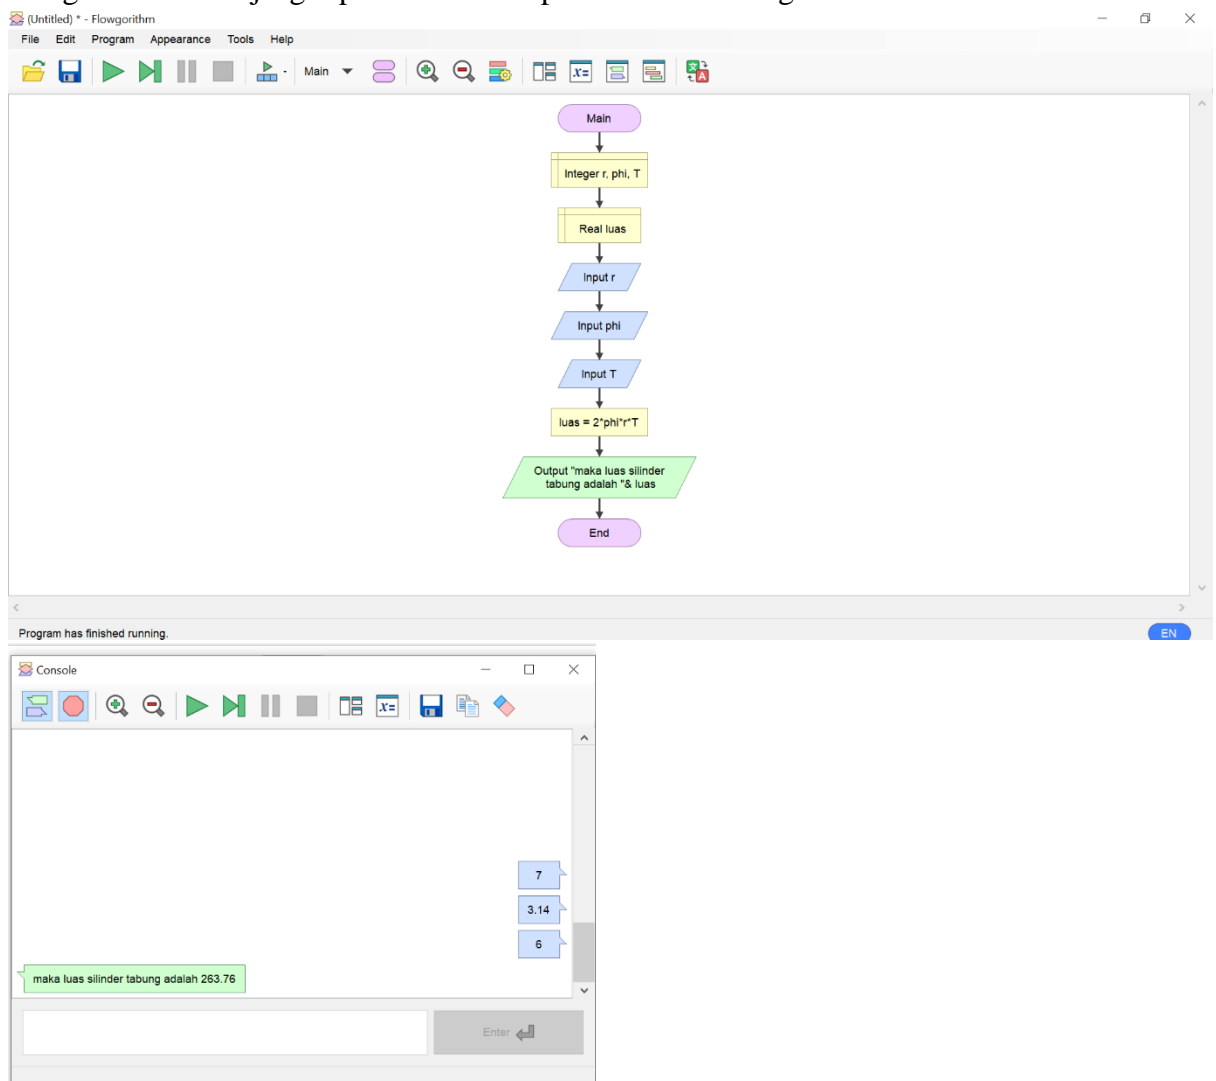 (Untitled) * - Flowgorithm
File Edit Program Appearance Tools Help
Main
Main
Integer r, phi, T
Real luas
Input r
Input phi
Input T
luas = 2*phi*r*T
Output "maka luas silinder
tabung adalah "& luas
End
Program has finished running.
EN
Console
7
3.14
6
maka luas silinder tabung adalah 263.76
Enter